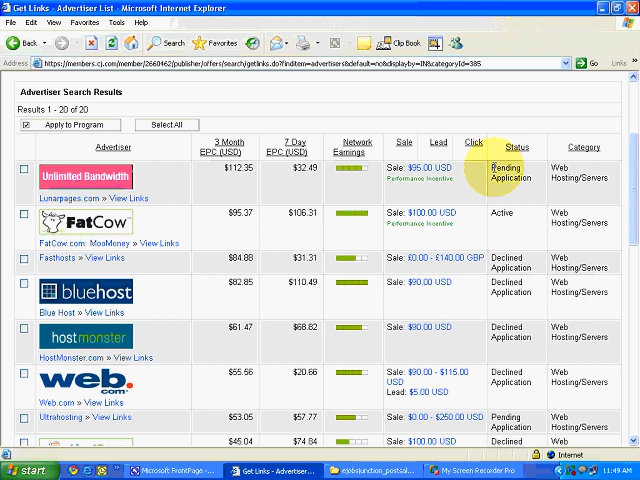 Get Links - Advertiser List - Microsoft Internet Explorer
File Edit View Favorites Tools Help
Back Search Favorites Clip Book
Address https://members.cj.com/member/2660462/publisher/offers/search/getlinks.do?finditem=advertisers&default=no&displayby=IN&categoryId=385 Go Links
Advertiser Search Results
Results 1 - 20 of 20
Apply to Program Select All
Advertiser 3 Month EPC (USD) 7 Day EPC (USD) Network Earnings Sale Lead Click Status Category
Unlimited Bandwidth $112.35 $32.49 Sale: $95.00 USD Pending Web
Performance Incentive Application Hosting/Servers
Lunarpages.com » View Links
FatCow $95.37 $106.31 Sale: $100.00 USD Active Web
Performance Incentive Hosting/Servers
FatCow.com: MooMoney » View Links
Fasthosts » View Links $84.88 $31.31 Sale: £0.00 - £140.00 GBP Declined Web
Application Hosting/Servers
bluehost $82.85 $110.49 Sale: $90.00 USD Declined Web
Application Hosting/Servers
Blue Host » View Links
hostmonster $61.47 $68.82 Sale: $90.00 USD Declined Web
Application Hosting/Servers
HostMonster.com » View Links
web.com $55.56 $20.66 Sale: $90.00 - $115.00 Declined Web
USD Application Hosting/Servers
Lead: $5.00 USD
Web.com » View Links
Ultrahosting » View Links $53.05 $57.77 Sale: $0.00 - $250.00 USD Pending Web
Application Hosting/Servers
$45.04 $74.84 Sale: $100.00 USD Declined Web
Internet
start Microsoft FrontPage -... Get Links - Advertiser... ejobsjunction_postsal... My Screen Recorder Pro 11:49 AM